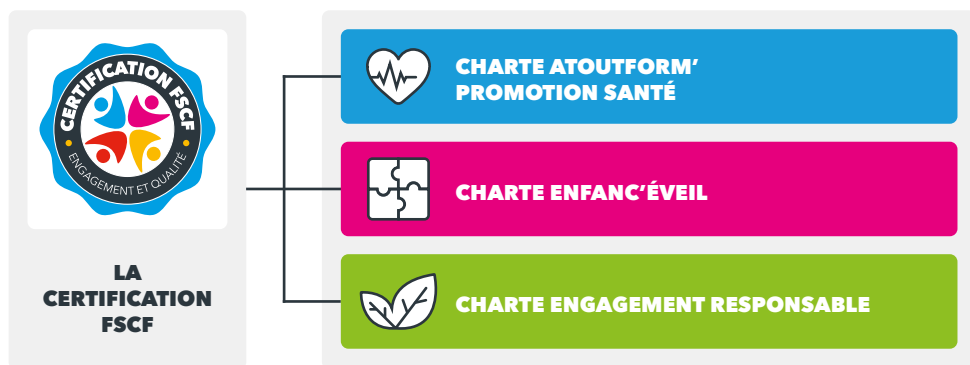 CERTIFICATION FSCF
ENGAGEMENT ET QUALITÉ
LA
CERTIFICATION
FSCF
CHARTE ATOUTFORM’
PROMOTION SANTÉ
CHARTE ENFANC’ÉVEIL
CHARTE ENGAGEMENT RESPONSABLE